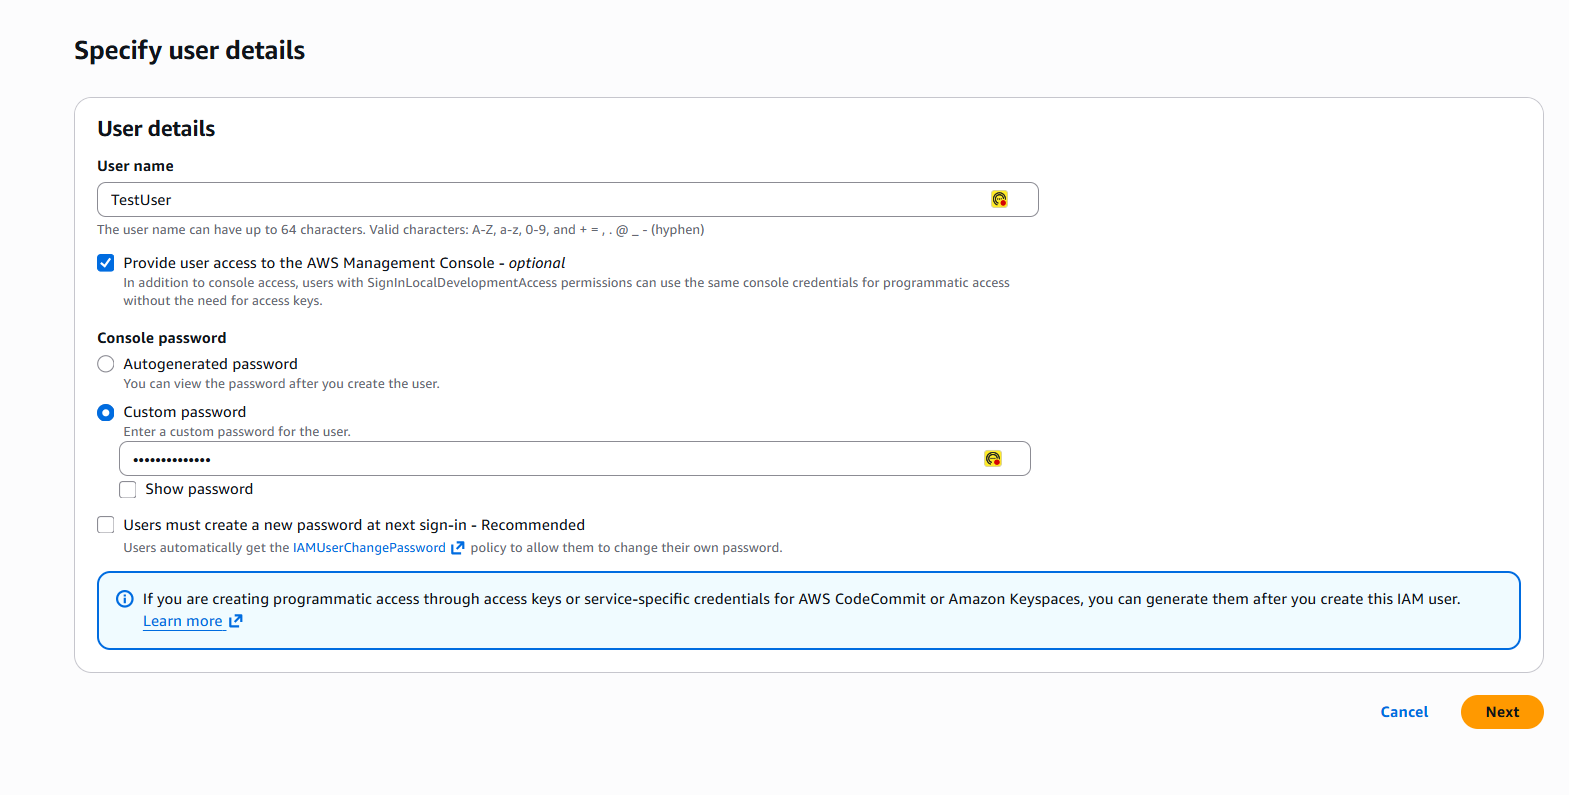 Specify user details
User details
User name
TestUser
The user name can have up to 64 characters. Valid characters: A-Z, a-z, 0-9, and + = , . @ _ - (hyphen)
Provide user access to the AWS Management Console - optional
In addition to console access, users with SignInLocalDevelopmentAccess permissions can use the same console credentials for programmatic access
without the need for access keys.
Console password
Autogenerated password
You can view the password after you create the user.
Custom password
Enter a custom password for the user.
••••••••••••••
Show password
Users must create a new password at next sign-in - Recommended
Users automatically get the IAMUserChangePassword policy to allow them to change their own password.
If you are creating programmatic access through access keys or service-specific credentials for AWS CodeCommit or Amazon Keyspaces, you can generate them after you create this IAM user.
Learn more
Cancel
Next